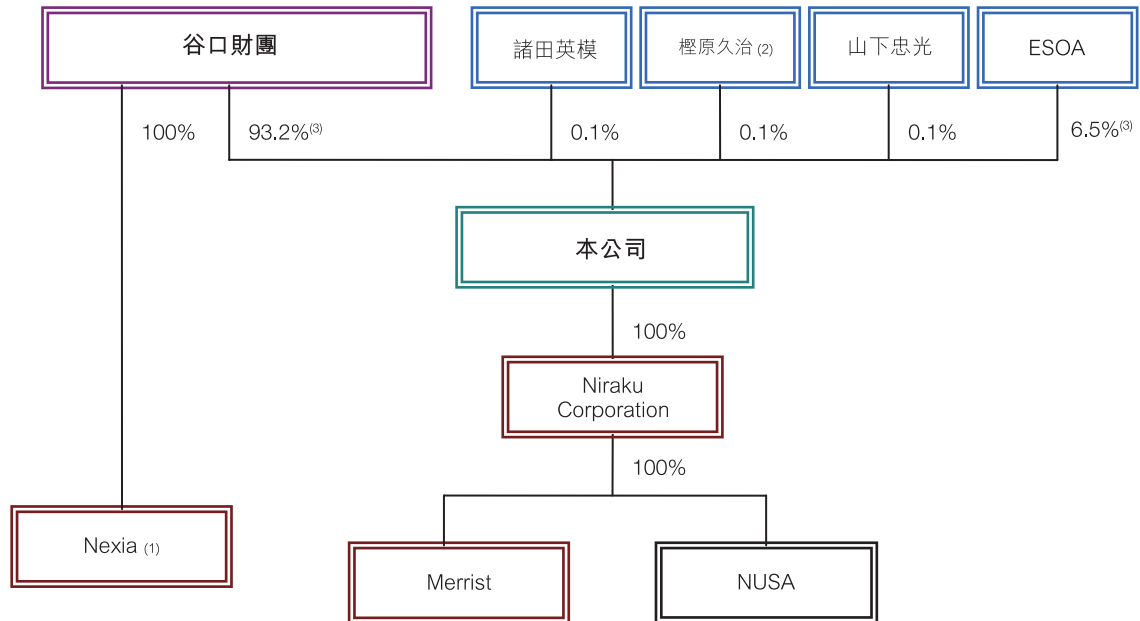 谷口財團
諸田英模
樫原久治 (2)
山下忠光
ESOA
100%
93.2%(3)
0.1%
0.1%
0.1%
6.5%(3)
本公司
100%
Niraku
Corporation
100%
Nexia (1)
Merrist
NUSA